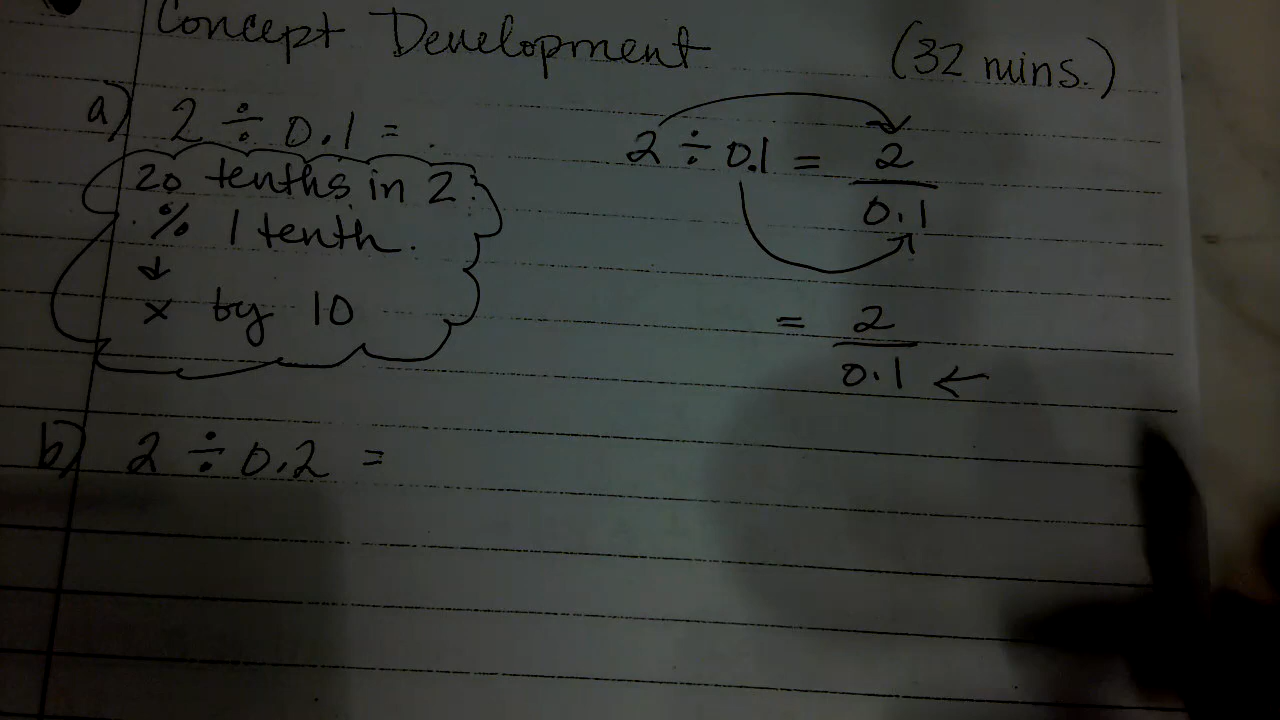 Concept Development (32 mins.)
a) 2 ÷ 0.1 = .
20 tenths in 2.
% 1 tenth.
↓
x by 10
2 ÷ 0.1 = 2/0.1
= 2/0.1 ←
b) 2 ÷ 0.2 =